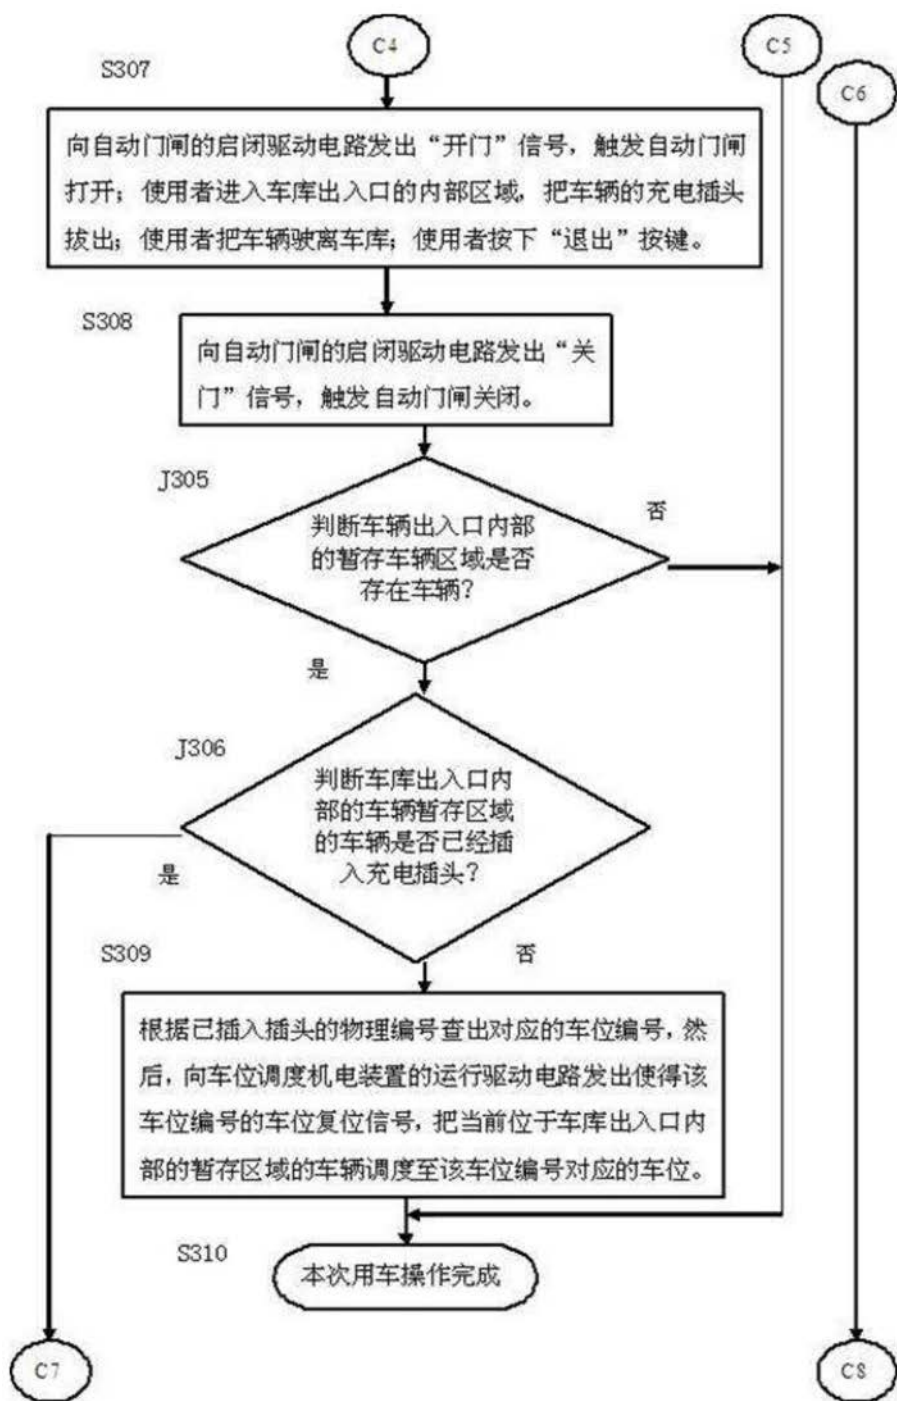 C4
C5
S307
C6
向自动门闸的启闭驱动电路发出“开门”信号，触发自动门闸
打开；使用者进入车库出入口的内部区域，把车辆的充电插头
拔出；使用者把车辆驶离车库；使用者按下“退出”按键。
S308
向自动门闸的启闭驱动电路发出“关
门”信号，触发自动门闸关闭。
J305
否
判断车辆出入口内部
的暂存车辆区域是否
存在车辆？
是
J306
判断车库出入口内
部的车辆暂存区域
的车辆是否已经插
入充电插头？
是
S309
否
根据已插入插头的物理编号查出对应的车位编号，然
后，向车位调度机电装置的运行驱动电路发出使得该
车位编号的车位复位信号，把当前位于车库出入口内
部的暂存区域的车辆调度至该车位编号对应的车位。
S310
本次用车操作完成
C7
C8